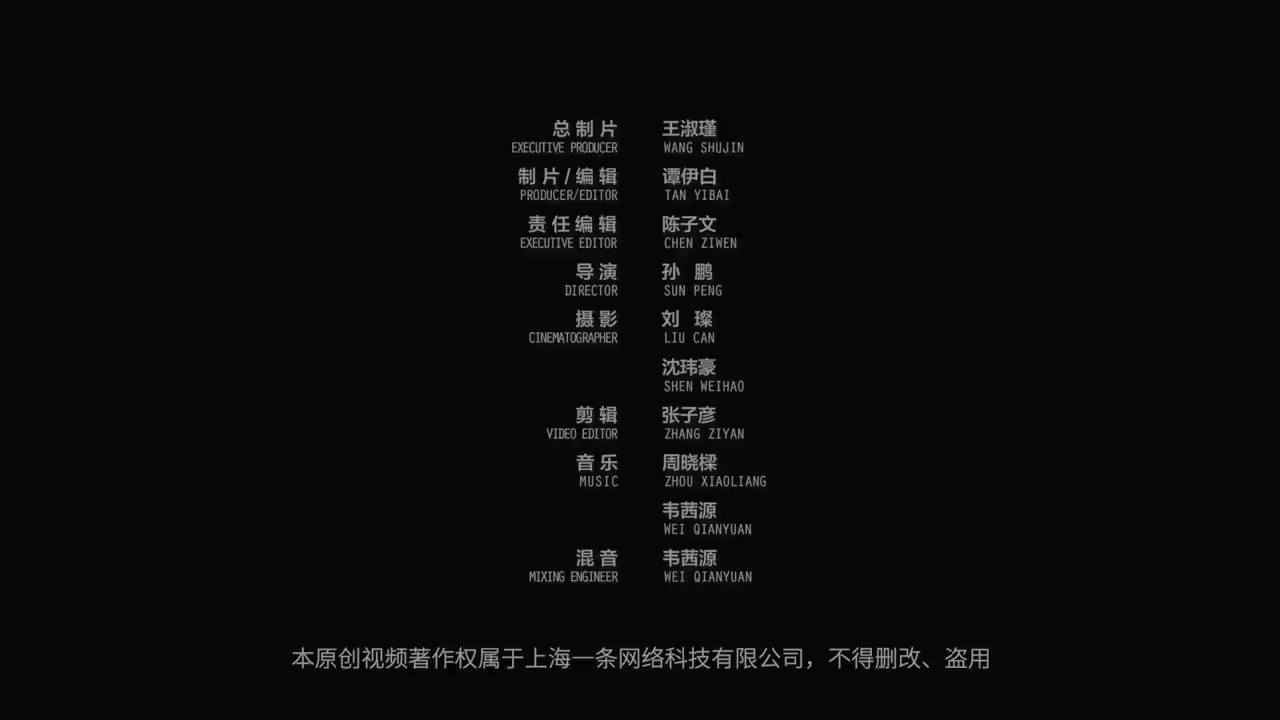 总制片 王淑瑾
EXECUTIVE PRODUCER WANG SHUJIN
制片/编辑 谭伊白
PRODUCER/EDITOR TAN YIBAI
责任编辑 陈子文
EXECUTIVE EDITOR CHEN ZIWEN
导演 孙鹏
DIRECTOR SUN PENG
摄影 刘璨
CINEMATOGRAPHER LIU CAN
沈玮豪
SHEN WEIHAO
剪辑 张子彦
VIDEO EDITOR ZHANG ZIYAN
音乐 周晓樑
MUSIC ZHOU XIAOLIANG
韦茜源
WEI QIANYUAN
混音 韦茜源
MIXING ENGINEER WEI QIANYUAN
本原创视频著作权属于上海一条网络科技有限公司，不得删改、盗用